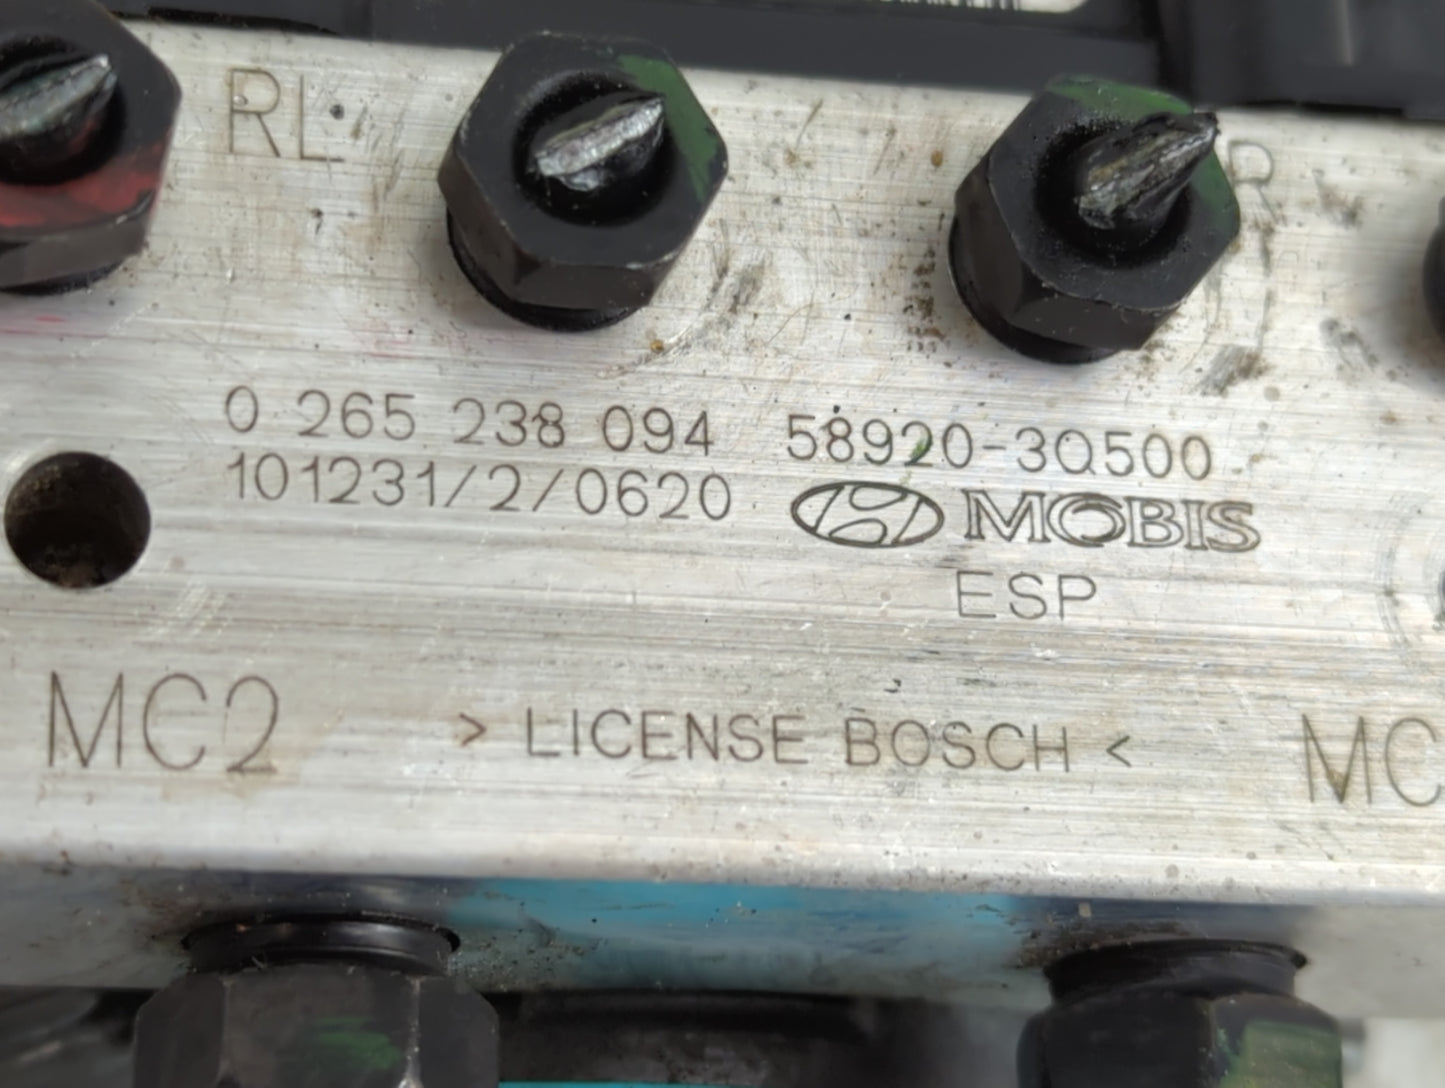 RL
R
0 265 238 094 58920-3Q500
101231/2/0620 MOBIS
ESP
MC2 > LICENSE BOSCH < MC